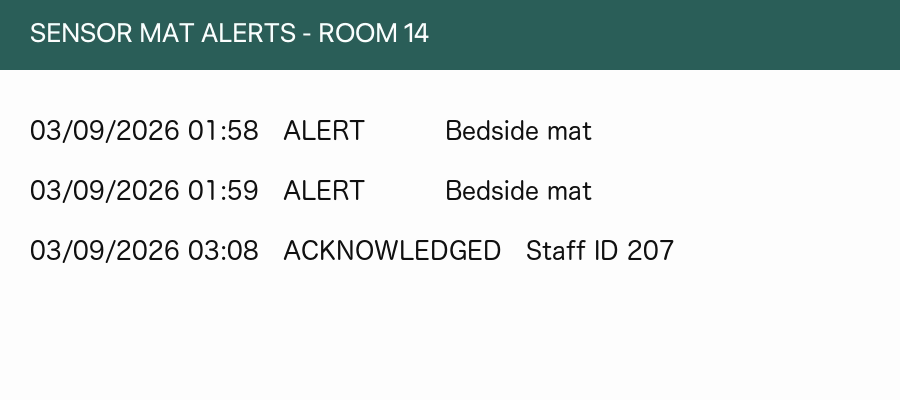 SENSOR MAT ALERTS - ROOM 14
03/09/2026 01:58 ALERT Bedside mat
03/09/2026 01:59 ALERT Bedside mat
03/09/2026 03:08 ACKNOWLEDGED Staff ID 207